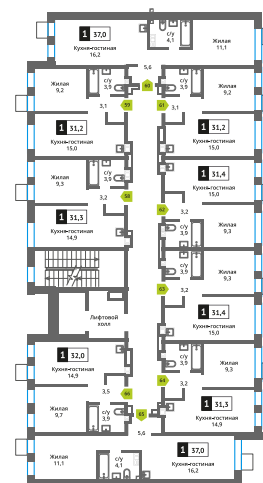 1 37,0
Кухня-гостиная
16,2
с/у
4,1
Жилая
11,1
5,6
Жилая
9,2
с/у
3,9
60
с/у
3,9
Жилая
9,2
3,1
59
61
3,1
1 31,2
Кухня-гостиная
15,0
1 31,2
Кухня-гостиная
15,0
Жилая
9,3
с/у
3,9
1 31,4
Кухня-гостиная
15,0
3,2
58
62
3,2
1 31,3
Кухня-гостиная
14,9
с/у
3,9
Жилая
9,3
с/у
3,9
Жилая
9,3
63
3,2
Лифтовой
холл
1 31,4
Кухня-гостиная
15,0
1 32,0
Кухня-гостиная
14,9
с/у
3,9
Жилая
9,3
64
3,2
3,5
66
Жилая
9,7
с/у
3,9
65
1 31,3
Кухня-гостиная
14,9
5,6
Жилая
11,1
с/у
4,1
1 37,0
Кухня-гостиная
16,2